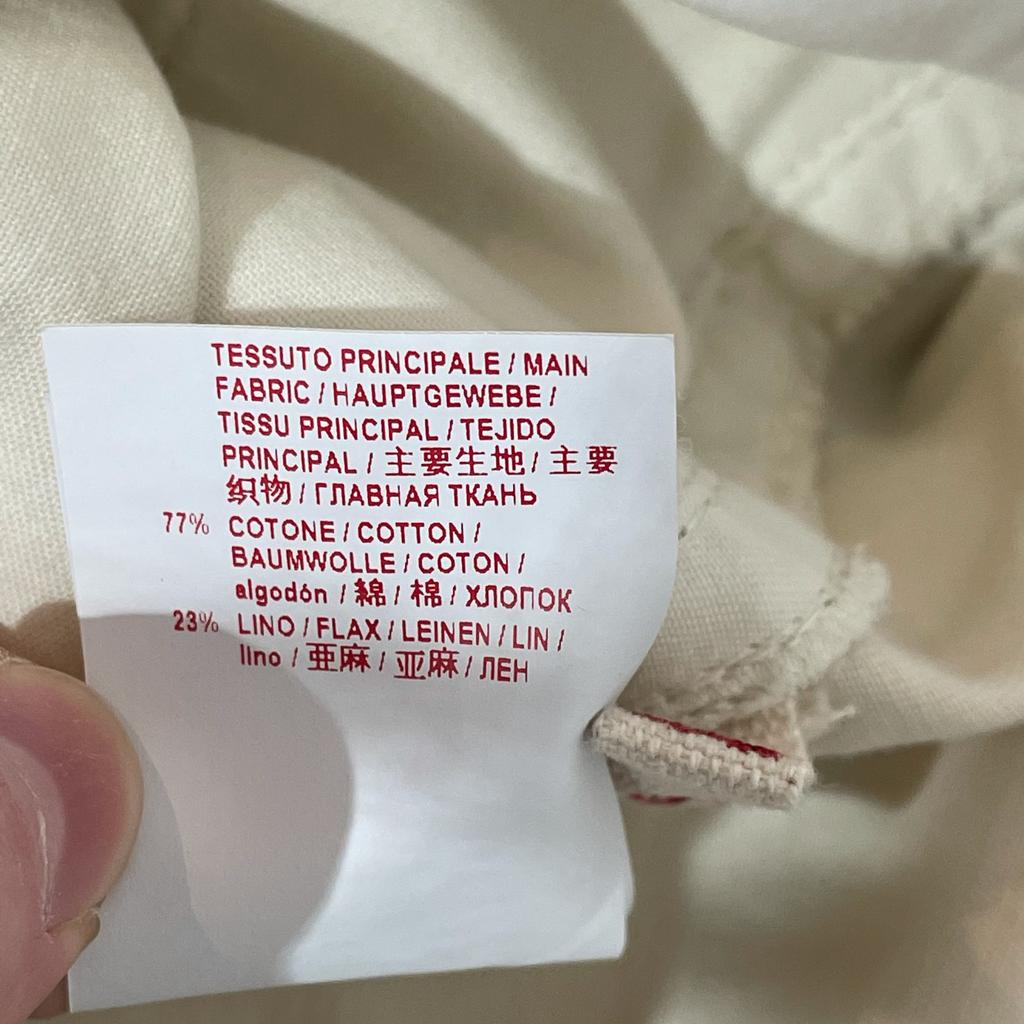 TESSUTO PRINCIPALE / MAIN
FABRIC / HAUPTGEWEBE /
TISSU PRINCIPAL / TEJIDO
PRINCIPAL / 主要生地 / 主要
织物 / ГЛАВНАЯ ТКАНЬ
77% COTONE / COTTON /
BAUMWOLLE / COTON /
algodón / 綿 / 棉 / ХЛОПОК
23% LINO / FLAX / LEINEN / LIN /
lino / 亜麻 / 亚麻 / ЛЕН